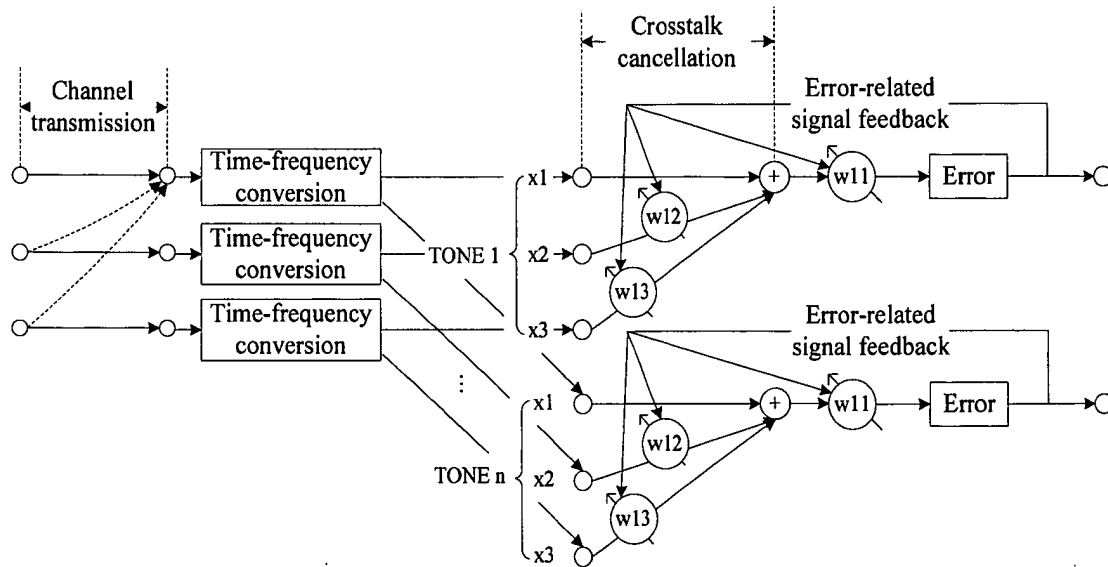 Crosstalk
cancellation
Channel
transmission
Error-related
signal feedback
Time-frequency
conversion
x1
+
w11
Error
w12
Time-frequency
conversion
TONE 1
x2
w13
Time-frequency
conversion
x3
Error-related
signal feedback
...
x1
+
w11
Error
w12
TONE n
x2
w13
x3